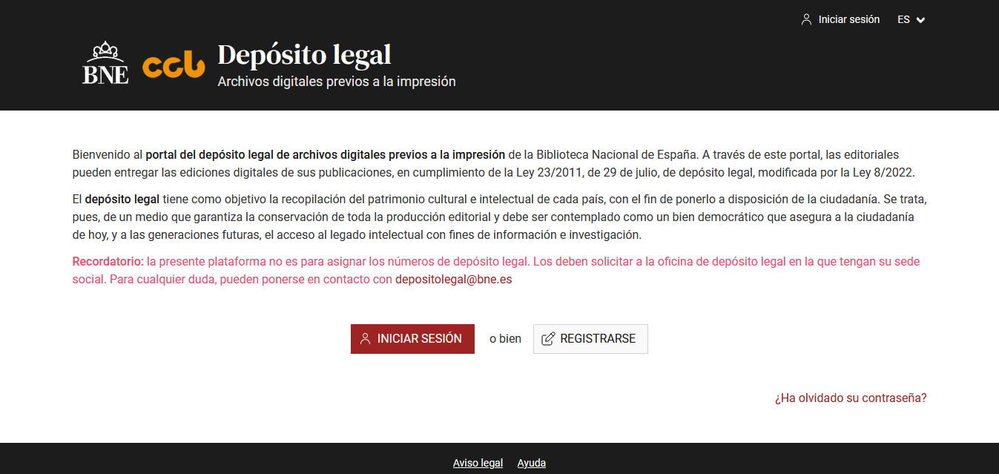 Iniciar sesión ES
BNE
ccb
Depósito legal
Archivos digitales previos a la impresión
Bienvenido al portal del depósito legal de archivos digitales previos a la impresión de la Biblioteca Nacional de España. A través de este portal, las editoriales
pueden entregar las ediciones digitales de sus publicaciones, en cumplimiento de la Ley 23/2011, de 29 de julio, de depósito legal, modificada por la Ley 8/2022.
El depósito legal tiene como objetivo la recopilación del patrimonio cultural e intelectual de cada país, con el fin de ponerlo a disposición de la ciudadanía. Se trata,
pues, de un medio que garantiza la conservación de toda la producción editorial y debe ser contemplado como un bien democrático que asegura a la ciudadanía
de hoy, y a las generaciones futuras, el acceso al legado intelectual con fines de información e investigación.
Recordatorio: la presente plataforma no es para asignar los números de depósito legal. Los deben solicitar a la oficina de depósito legal en la que tengan su sede
social. Para cualquier duda, pueden ponerse en contacto con depositolegal@bne.es
INICIAR SESIÓN o bien REGISTRARSE
¿Ha olvidado su contraseña?
Aviso legal Ayuda